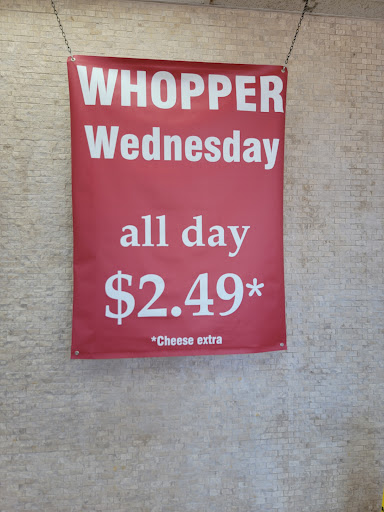 WHOPPER
Wednesday
all day
$2.49*
*Cheese extra